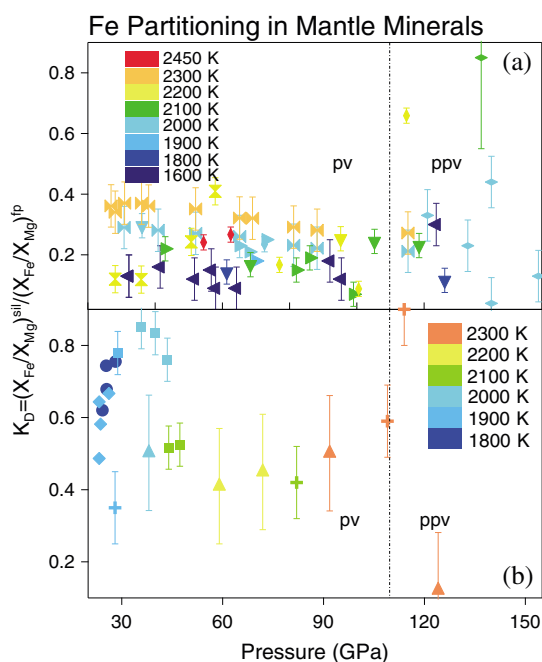 Fe Partitioning in Mantle Minerals
(a)
2450 K
2300 K
2200 K
2100 K
2000 K
1900 K
1800 K
1600 K
0.8
0.6
0.4
0.2
pv
ppv
K_D=(X_Fe/X_Mg)^sil/(X_Fe/X_Mg)^fp
2300 K
2200 K
2100 K
2000 K
1900 K
1800 K
0.8
0.6
0.4
0.2
pv
ppv
(b)
30 60 90 120 150
Pressure (GPa)